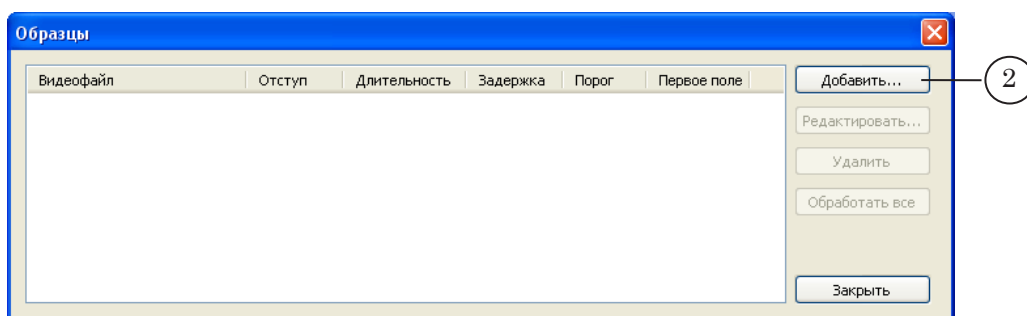 Образцы
Видеофайл Отступ Длительность Задержка Порог Первое поле
Добавить...
2
Редактировать...
Удалить
Обработать все
Закрыть